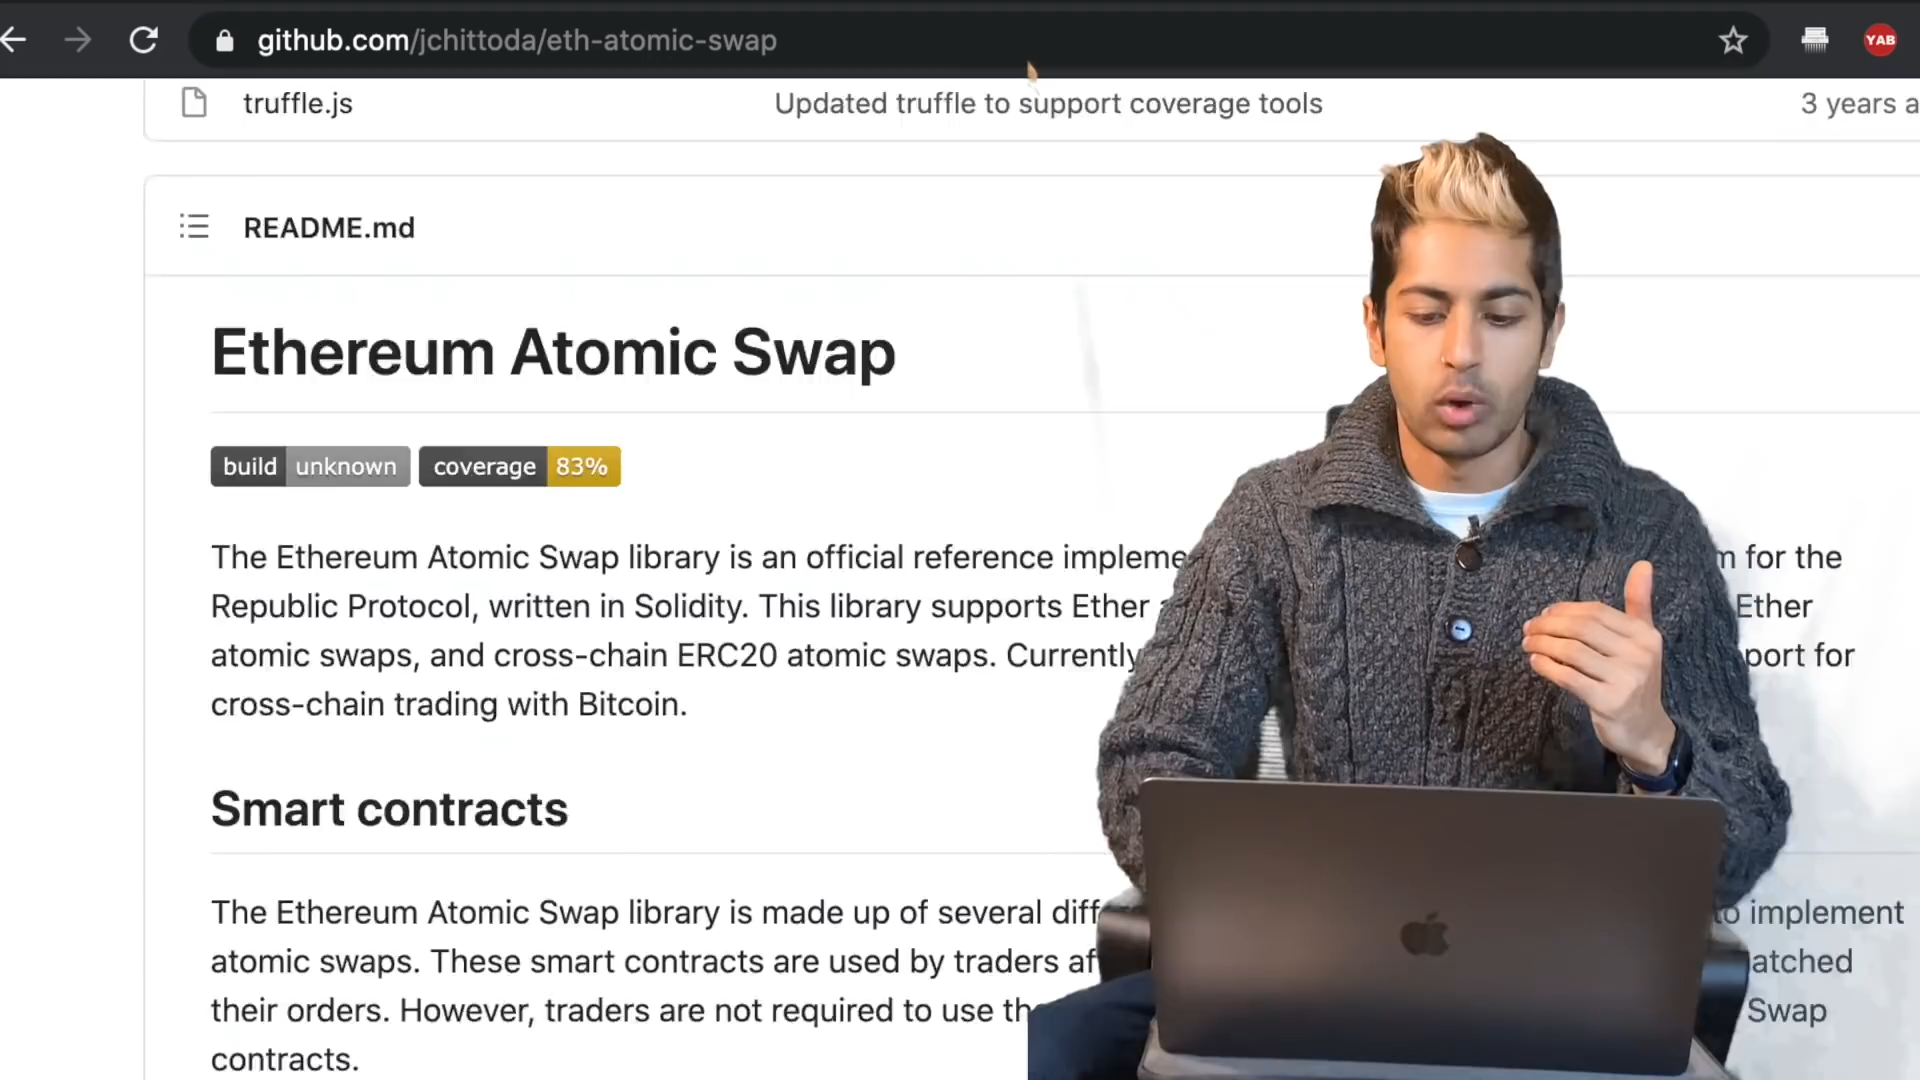 github.com/jchittoda/eth-atomic-swap
YAB
truffle.js Updated truffle to support coverage tools 3 years a
README.md
Ethereum Atomic Swap
build unknown coverage 83%
The Ethereum Atomic Swap library is an official reference impleme m for the
Republic Protocol, written in Solidity. This library supports Ether Ether
atomic swaps, and cross-chain ERC20 atomic swaps. Currently port for
cross-chain trading with Bitcoin.
Smart contracts
The Ethereum Atomic Swap library is made up of several diff to implement
atomic swaps. These smart contracts are used by traders af atched
their orders. However, traders are not required to use th Swap
contracts.